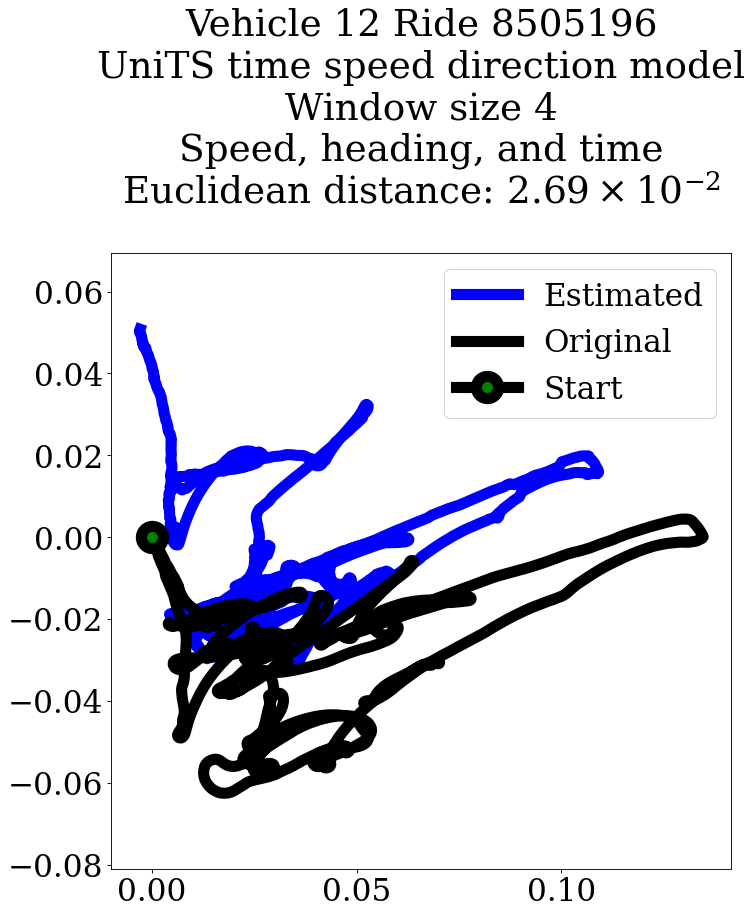 Vehicle 12 Ride 8505196
UniTS time speed direction model
Window size 4
Speed, heading, and time
Euclidean distance: $2.69 \times 10^{-2}$
Estimated
Original
Start
0.06
0.04
0.02
0.00
−0.02
−0.04
−0.06
−0.08
0.00 0.05 0.10